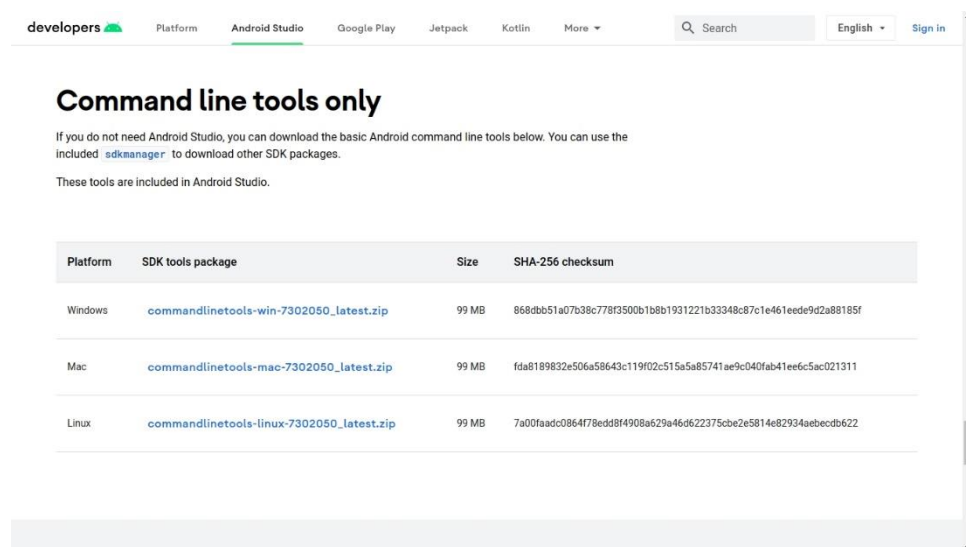 developers Platform Android Studio Google Play Jetpack Kotlin More Search English Sign in
Command line tools only
If you do not need Android Studio, you can download the basic Android command line tools below. You can use the
included sdkmanager to download other SDK packages.
These tools are included in Android Studio.
Platform SDK tools package Size SHA-256 checksum
Windows commandlinetools-win-7302050_latest.zip 99 MB 868dbb51a07b38c778f3500b1b8b1931221b33348c87c1e461eede9d2a88185f
Mac commandlinetools-mac-7302050_latest.zip 99 MB fda8189832e506a58643c119f02c515a5a85741ae9c040fab41ee6c5ac021311
Linux commandlinetools-linux-7302050_latest.zip 99 MB 7a00faadc0864f78edd8f4908a629a46d622375cbe2e5814e82934aebecdb622